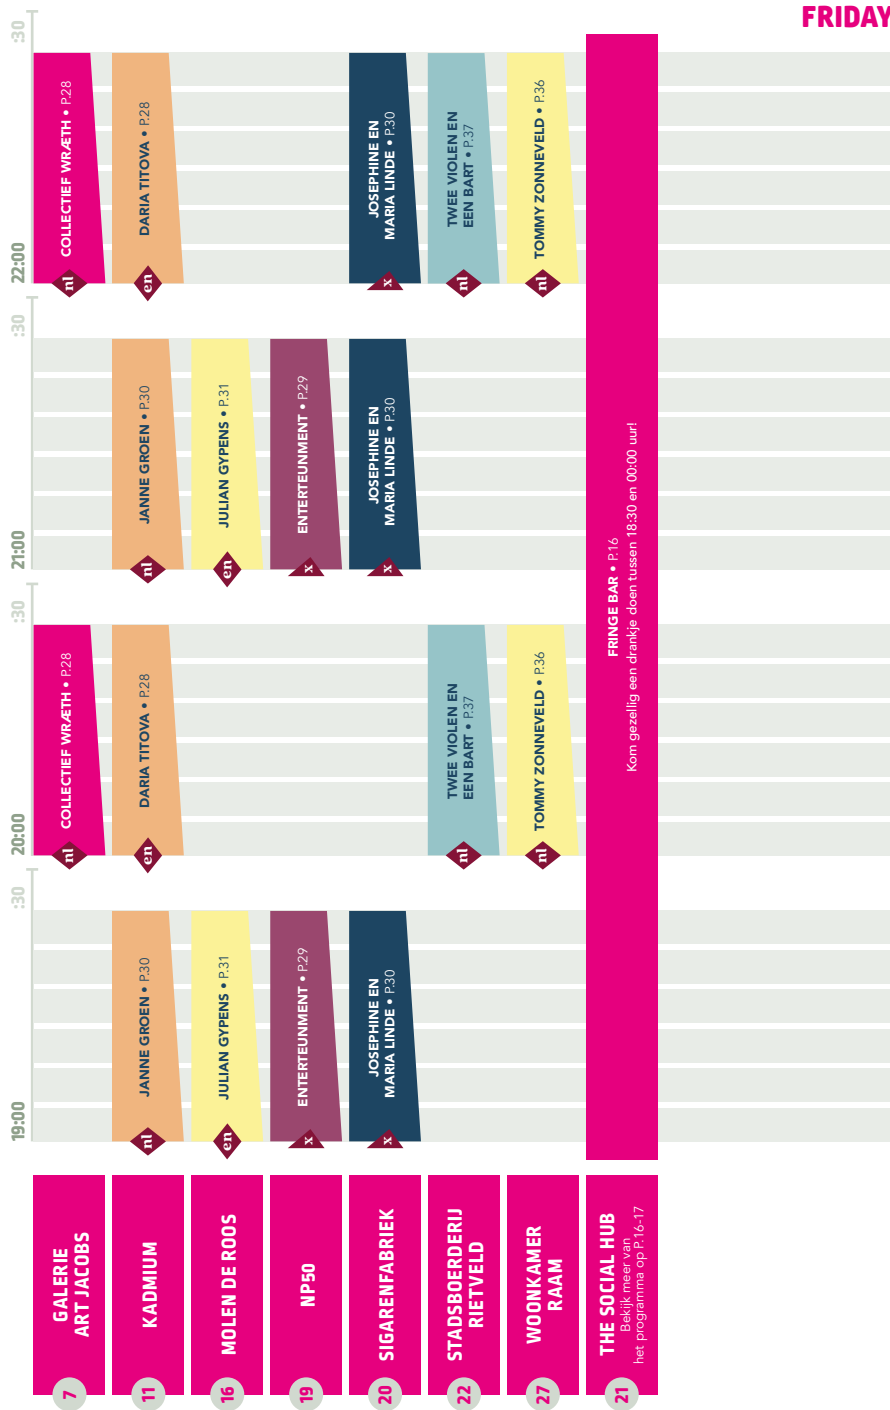 FRIDAY
19:00
:30
20:00
:30
21:00
:30
22:00
:30
7
GALERIE
ART JACOBS
nl
COLLECTIEF WRÆTH • P.28
nl
COLLECTIEF WRÆTH • P.28
11
KADMIUM
nl
JANNE GROEN • P.30
en
DARIA TITOVA • P.28
nl
JANNE GROEN • P.30
en
DARIA TITOVA • P.28
16
MOLEN DE ROOS
en
JULIAN GYPENS • P.31
en
JULIAN GYPENS • P.31
19
NP50
x
ENTERTEUNMENT • P.29
x
ENTERTEUNMENT • P.29
20
SIGARENFABRIEK
x
JOSEPHINE EN
MARIA LINDE • P.30
x
JOSEPHINE EN
MARIA LINDE • P.30
x
JOSEPHINE EN
MARIA LINDE • P.30
22
STADSBOERDERIJ
RIETVELD
nl
TWEE VIOLEN EN
EEN BART • P.37
nl
TWEE VIOLEN EN
EEN BART • P.37
27
WOONKAMER
RAAM
nl
TOMMY ZONNEVELD • P.36
nl
TOMMY ZONNEVELD • P.36
21
THE SOCIAL HUB
Bekijk meer van
het programma op P.16-17
FRINGE BAR • P.16
Kom gezellig een drankje doen tussen 18:30 en 00:00 uur!